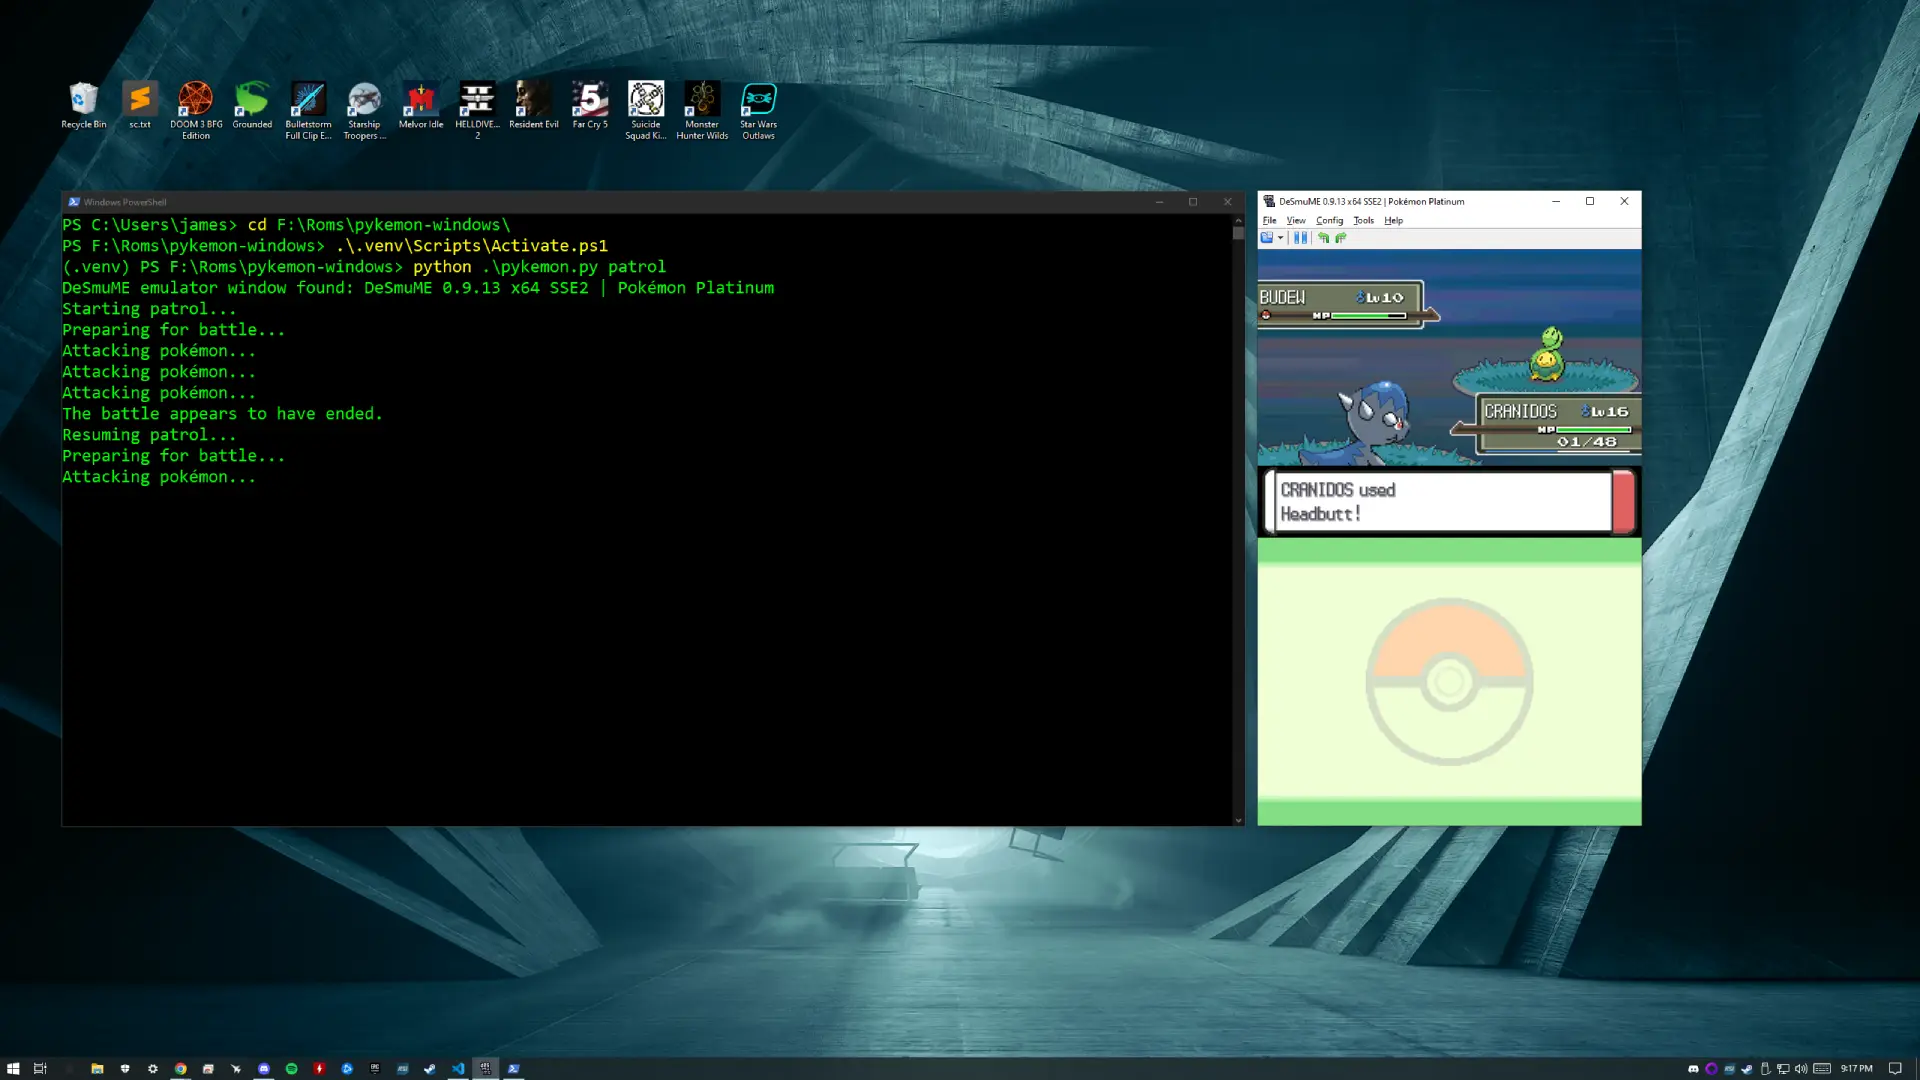 Recycle Bin
sc.txt
DOOM 3 BFG
Edition
Grounded
Bulletstorm
Full Clip E...
Starship
Troopers ...
Melvor Idle
HELLDIVE...
2
Resident Evil
5
Far Cry 5
Suicide
Squad Ki...
Monster
Hunter Wilds
Star Wars
Outlaws
Windows PowerShell
PS C:\Users\james> cd F:\Roms\pykemon-windows\
PS F:\Roms\pykemon-windows> .\.venv\Scripts\Activate.ps1
(.venv) PS F:\Roms\pykemon-windows> python .\pykemon.py patrol
DeSmuME emulator window found: DeSmuME 0.9.13 x64 SSE2 | Pokémon Platinum
Starting patrol...
Preparing for battle...
Attacking pokémon...
Attacking pokémon...
Attacking pokémon...
The battle appears to have ended.
Resuming patrol...
Preparing for battle...
Attacking pokémon...
DeSmuME 0.9.13 x64 SSE2 | Pokémon Platinum
File View Config Tools Help
BUDEW Lv10
HP
CRANIDOS Lv16
HP
CRANIDOS used
Headbutt!
9:17 PM